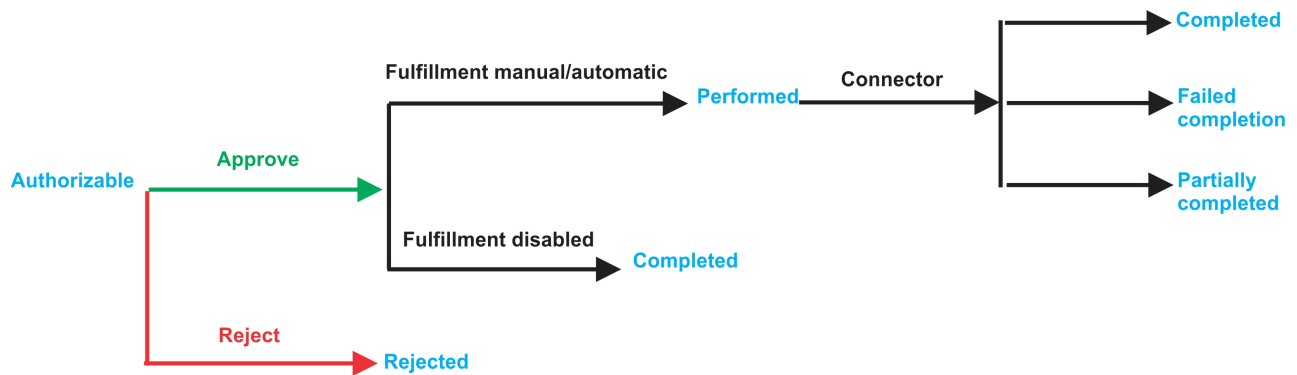 Completed
Fulfillment manual/automatic
Connector
Performed
Failed
completion
Approve
Authorizable
Partially
completed
Fulfillment disabled
Completed
Reject
Rejected